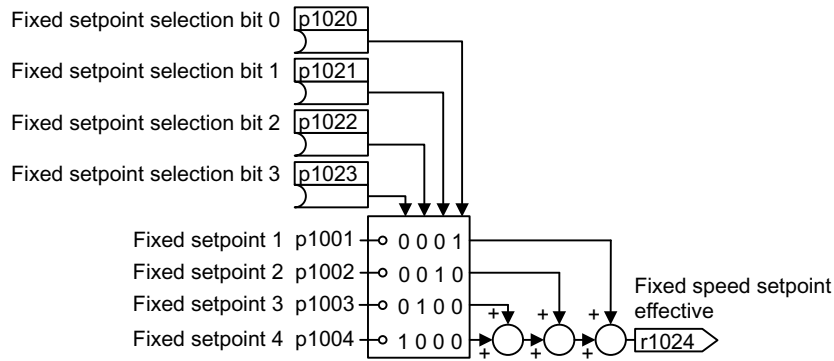 Fixed setpoint selection bit 0 p1020
Fixed setpoint selection bit 1 p1021
Fixed setpoint selection bit 2 p1022
Fixed setpoint selection bit 3 p1023
Fixed setpoint 1 p1001 0 0 0 1
Fixed setpoint 2 p1002 0 0 1 0
Fixed setpoint 3 p1003 0 1 0 0
Fixed setpoint 4 p1004 1 0 0 0
+ + +
+ + +
Fixed speed setpoint
effective
r1024